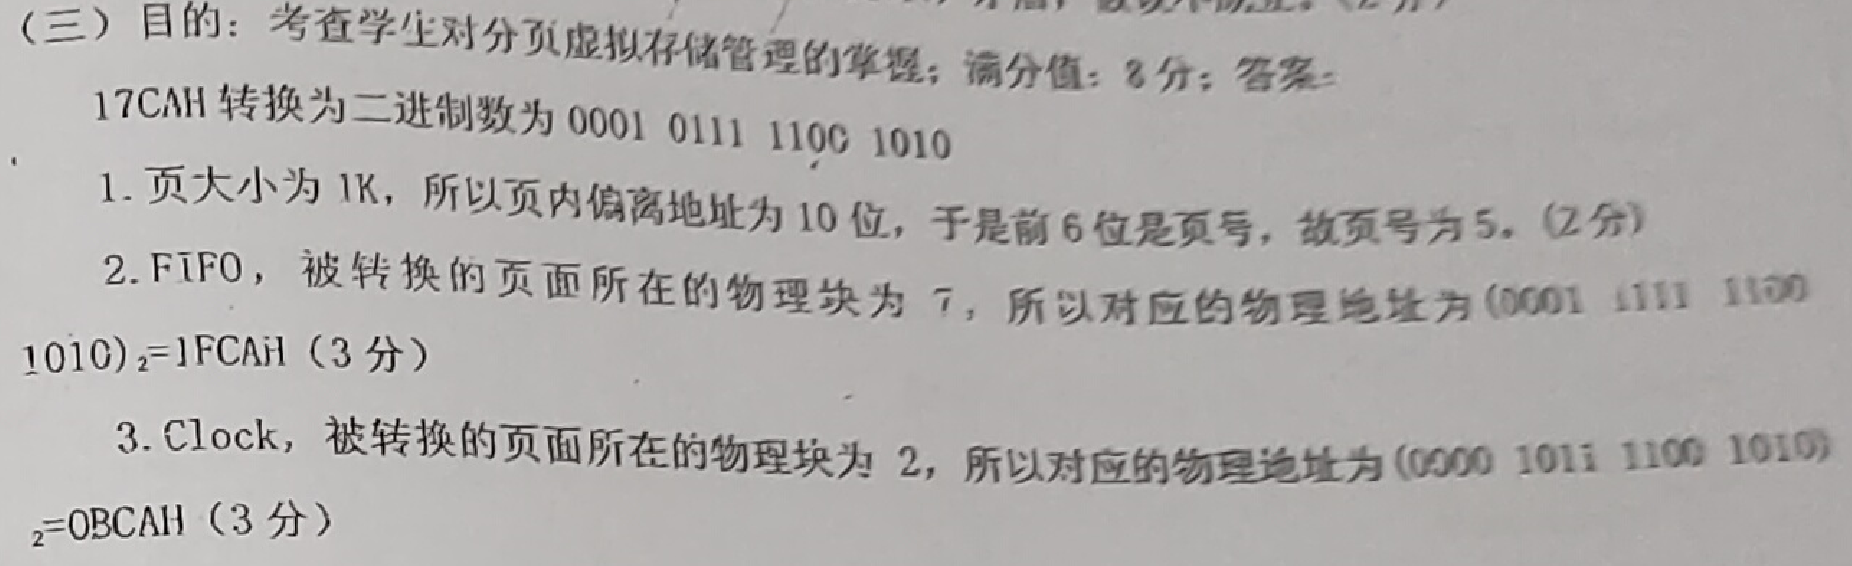 （三）目的：考查学生对分页虚拟存储管理的掌握；满分值：8分；答案：
17CAH 转换为二进制数为 0001 0111 1100 1010
1. 页大小为 1K，所以页内偏离地址为 10 位，于是前 6 位是页号，故页号为 5。（2 分）
2. FIFO，被转换的页面所在的物理块为 7，所以对应的物理地址为 (0001 1111 1100
1010)₂=1FCAH（3 分）
3. Clock，被转换的页面所在的物理块为 2，所以对应的物理地址为 (0000 1011 1100 1010)
₂=0BCAH（3 分）